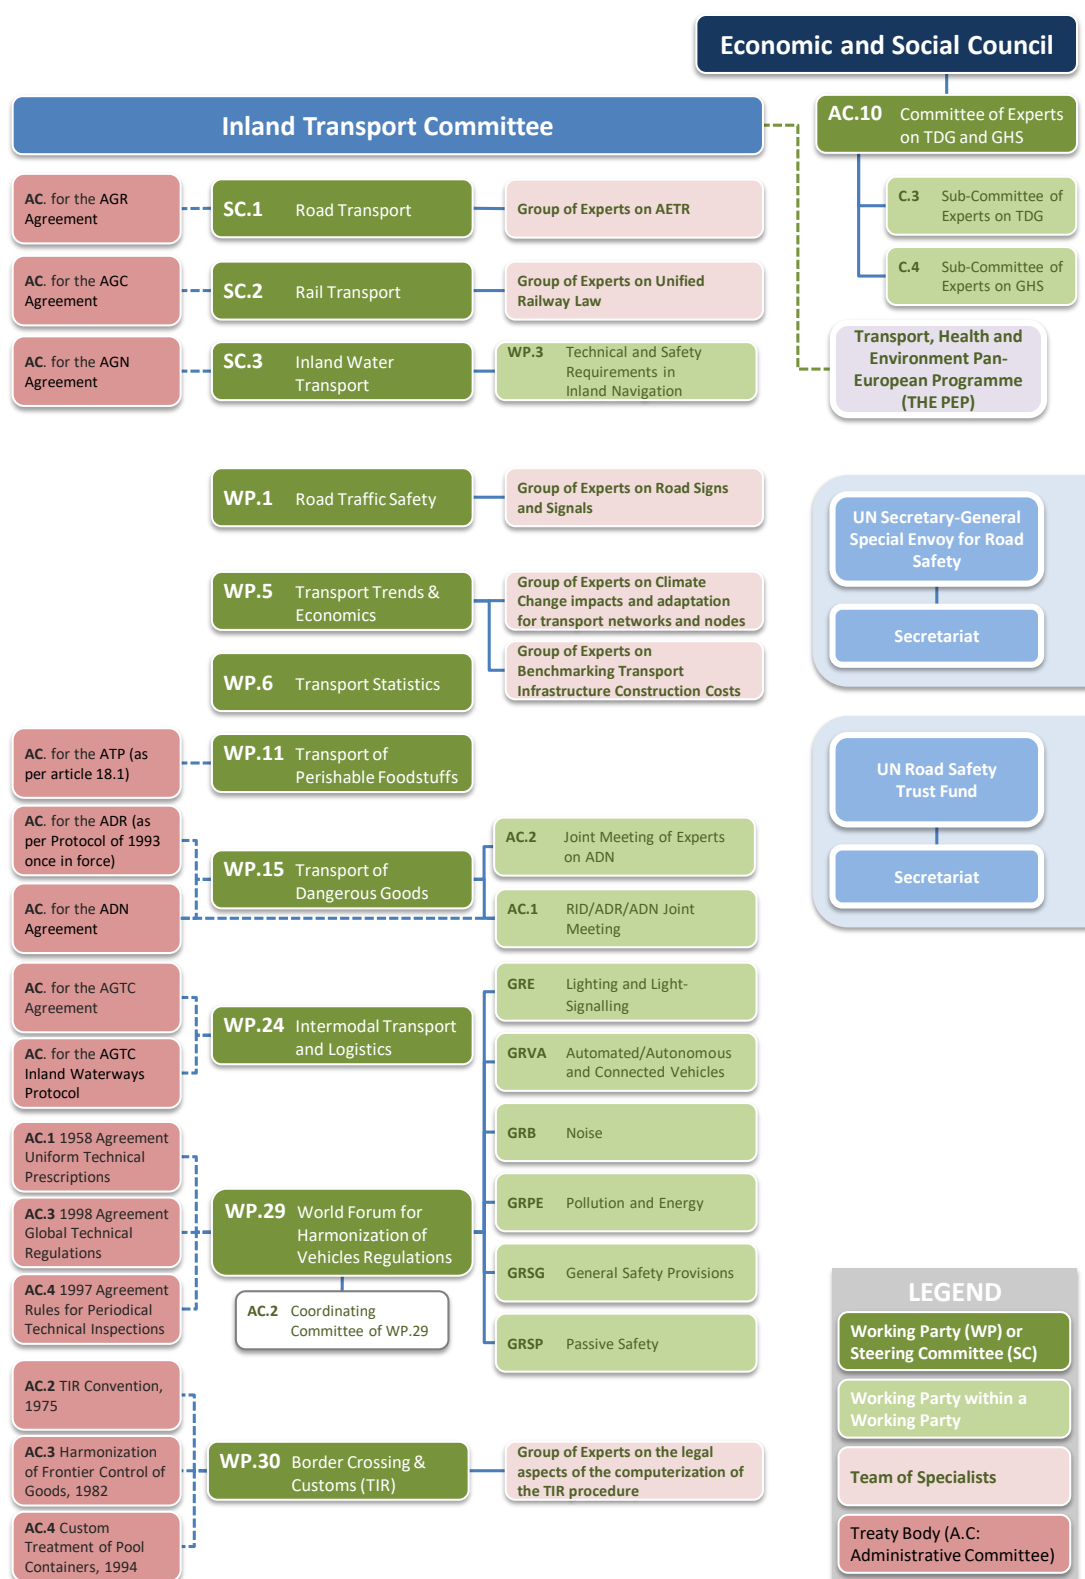 Economic and Social Council
Inland Transport Committee
AC.10 Committee of Experts
on TDG and GHS
C.3 Sub-Committee of
Experts on TDG
C.4 Sub-Committee of
Experts on GHS
Transport, Health and
Environment Pan-
European Programme
(THE PEP)
AC. for the AGR
Agreement
SC.1 Road Transport
Group of Experts on AETR
AC. for the AGC
Agreement
SC.2 Rail Transport
Group of Experts on Unified
Railway Law
AC. for the AGN
Agreement
SC.3 Inland Water
Transport
WP.3 Technical and Safety
Requirements in
Inland Navigation
WP.1 Road Traffic Safety
Group of Experts on Road Signs
and Signals
UN Secretary-General
Special Envoy for Road
Safety
Secretariat
WP.5 Transport Trends &
Economics
Group of Experts on Climate
Change impacts and adaptation
for transport networks and nodes
Group of Experts on
Benchmarking Transport
Infrastructure Construction Costs
WP.6 Transport Statistics
AC. for the ATP (as
per article 18.1)
WP.11 Transport of
Perishable Foodstuffs
UN Road Safety
Trust Fund
Secretariat
AC. for the ADR (as
per Protocol of 1993
once in force)
AC. for the ADN
Agreement
WP.15 Transport of
Dangerous Goods
AC.2 Joint Meeting of Experts
on ADN
AC.1 RID/ADR/ADN Joint
Meeting
AC. for the AGTC
Agreement
AC. for the AGTC
Inland Waterways
Protocol
WP.24 Intermodal Transport
and Logistics
AC.1 1958 Agreement
Uniform Technical
Prescriptions
AC.3 1998 Agreement
Global Technical
Regulations
AC.4 1997 Agreement
Rules for Periodical
Technical Inspections
WP.29 World Forum for
Harmonization of
Vehicles Regulations
AC.2 Coordinating
Committee of WP.29
GRE Lighting and Light-
Signalling
GRVA Automated/Autonomous
and Connected Vehicles
GRB Noise
GRPE Pollution and Energy
GRSG General Safety Provisions
GRSP Passive Safety
AC.2 TIR Convention,
1975
AC.3 Harmonization
of Frontier Control of
Goods, 1982
AC.4 Custom
Treatment of Pool
Containers, 1994
WP.30 Border Crossing &
Customs (TIR)
Group of Experts on the legal
aspects of the computerization of
the TIR procedure
LEGEND
Working Party (WP) or
Steering Committee (SC)
Working Party within a
Working Party
Team of Specialists
Treaty Body (A.C:
Administrative Committee)